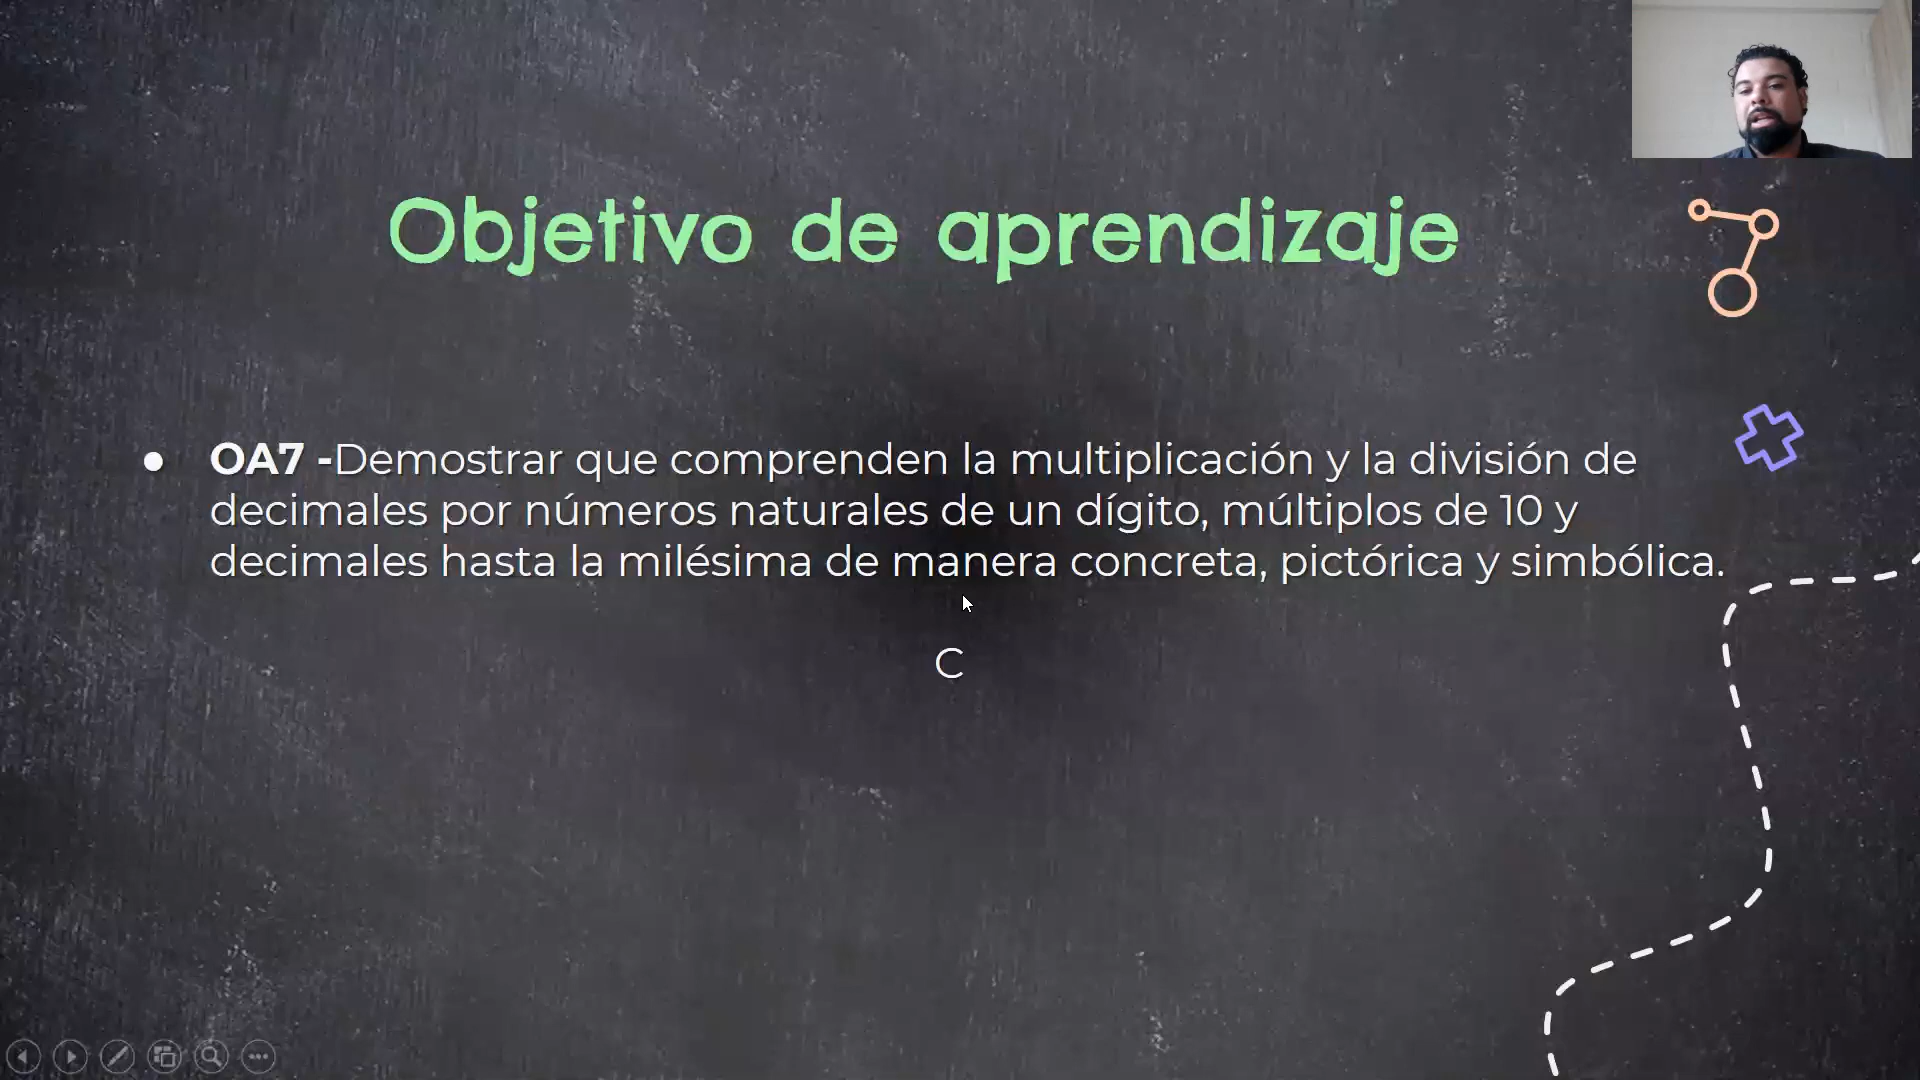 Objetivo de aprendizaje
● OA7 -Demostrar que comprenden la multiplicación y la división de
decimales por números naturales de un dígito, múltiplos de 10 y
decimales hasta la milésima de manera concreta, pictórica y simbólica.
C